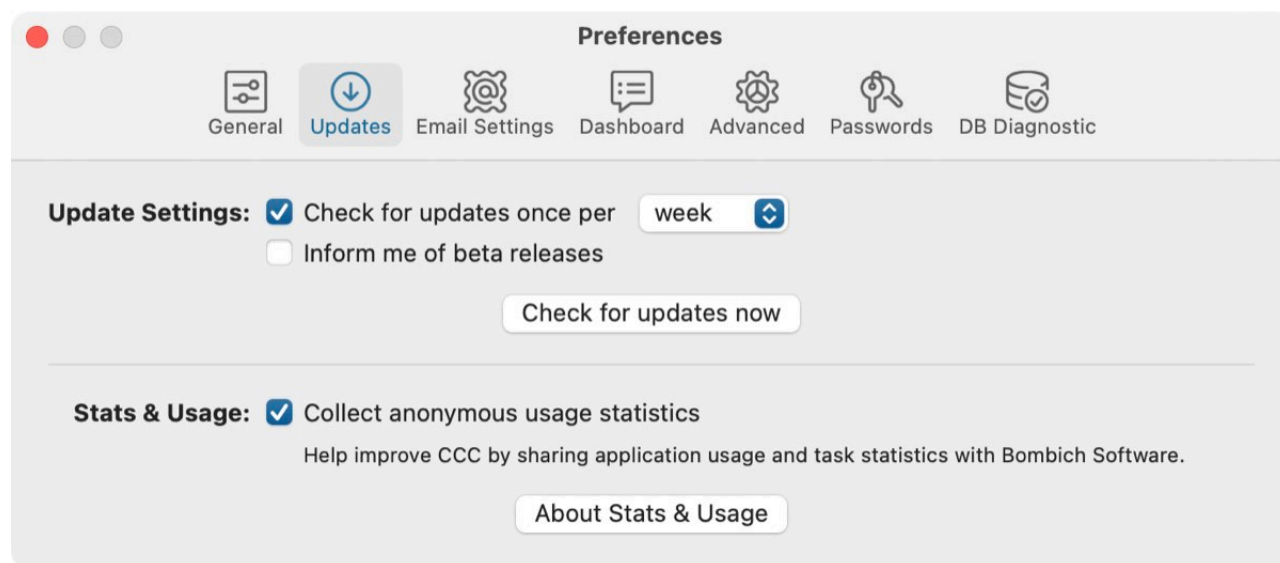 Preferences
General Updates Email Settings Dashboard Advanced Passwords DB Diagnostic
Update Settings: Check for updates once per week
Inform me of beta releases
Check for updates now
Stats & Usage: Collect anonymous usage statistics
Help improve CCC by sharing application usage and task statistics with Bombich Software.
About Stats & Usage